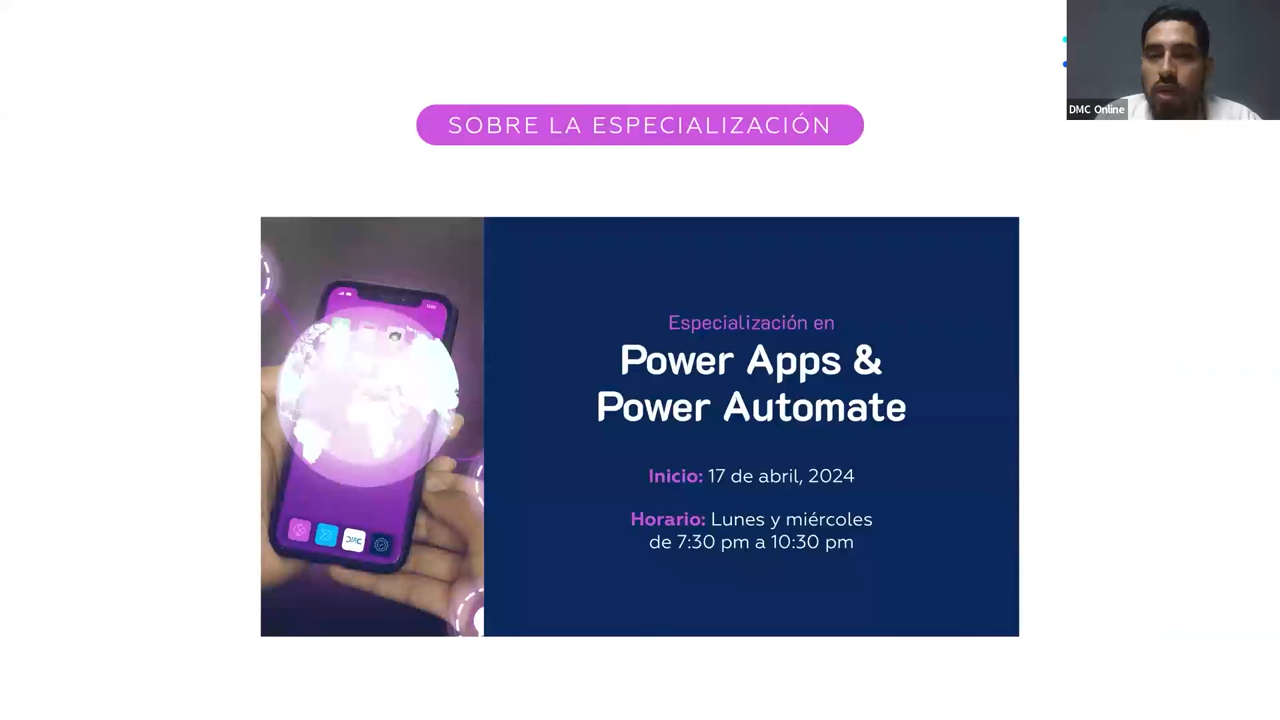 DMC Online
SOBRE LA ESPECIALIZACIÓN
Especialización en
Power Apps &
Power Automate
Inicio: 17 de abril, 2024
Horario: Lunes y miércoles
de 7:30 pm a 10:30 pm
DMC